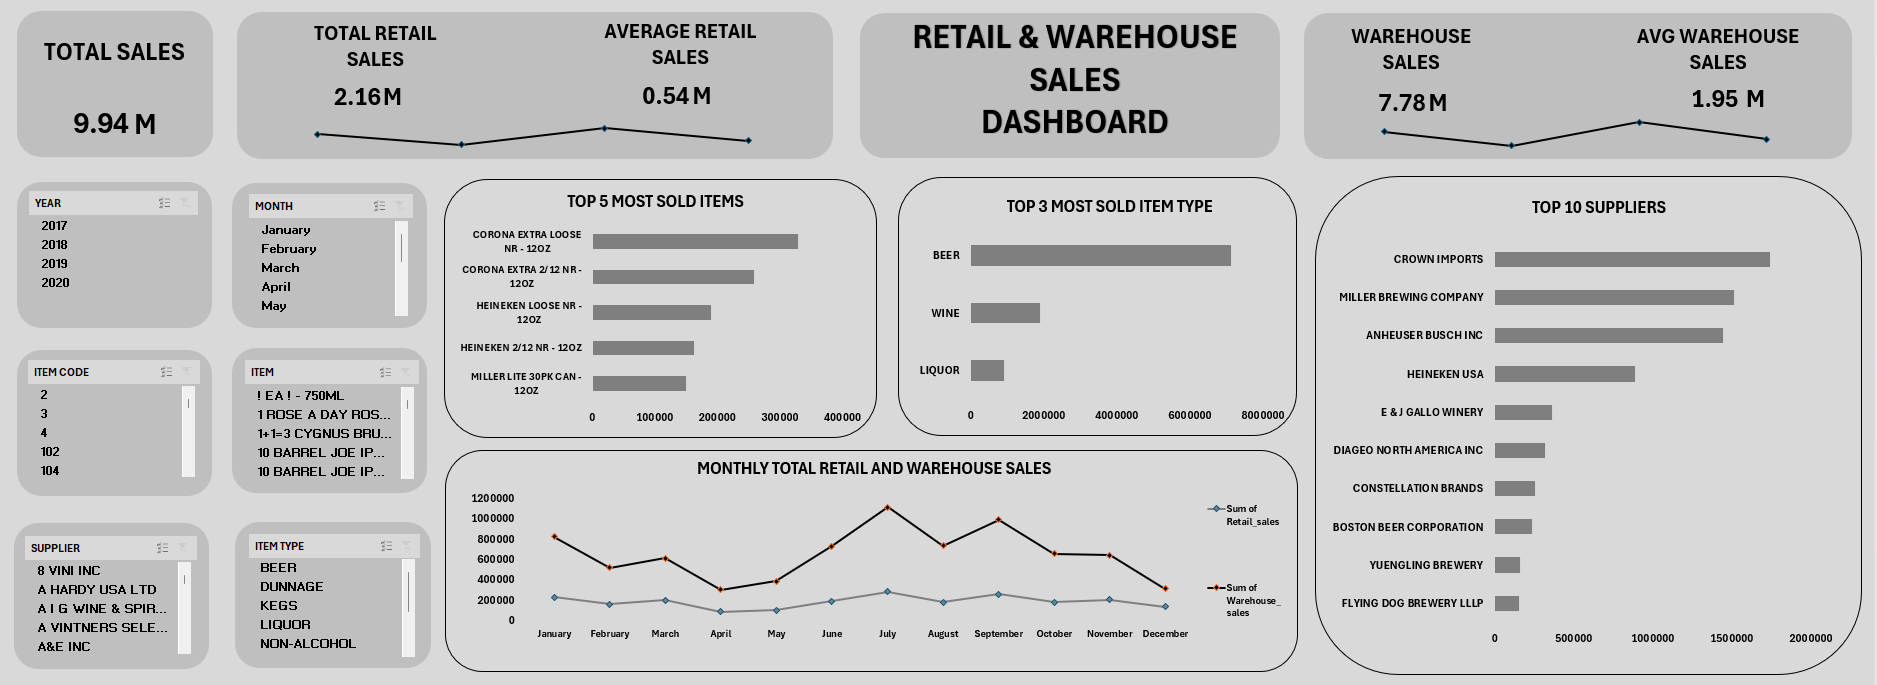 TOTAL SALES
9.94 M
TOTAL RETAIL
SALES
2.16 M
AVERAGE RETAIL
SALES
0.54 M
RETAIL & WAREHOUSE
SALES
DASHBOARD
WAREHOUSE
SALES
7.78 M
AVG WAREHOUSE
SALES
1.95 M
YEAR
2017
2018
2019
2020
MONTH
January
February
March
April
May
ITEM CODE
2
3
4
102
104
ITEM
! EA ! - 750ML
1 ROSE A DAY ROS...
1+1=3 CYGNUS BRU...
10 BARREL JOE IP...
10 BARREL JOE IP...
SUPPLIER
8 VINI INC
A HARDY USA LTD
A I G WINE & SPIR...
A VINTNERS SELE...
A&E INC
ITEM TYPE
BEER
DUNNAGE
KEGS
LIQUOR
NON-ALCOHOL
TOP 5 MOST SOLD ITEMS
CORONA EXTRA LOOSE
NR - 12OZ
CORONA EXTRA 2/12 NR -
12OZ
HEINEKEN LOOSE NR -
12OZ
HEINEKEN 2/12 NR - 12OZ
MILLER LITE 30PK CAN -
12OZ
0 100000 200000 300000 400000
TOP 3 MOST SOLD ITEM TYPE
BEER
WINE
LIQUOR
0 2000000 4000000 6000000 8000000
MONTHLY TOTAL RETAIL AND WAREHOUSE SALES
1200000
1000000
800000
600000
400000
200000
0
January February March April May June July August September October November December
Sum of
Retail_sales
Sum of
Warehouse_
sales
TOP 10 SUPPLIERS
CROWN IMPORTS
MILLER BREWING COMPANY
ANHEUSER BUSCH INC
HEINEKEN USA
E & J GALLO WINERY
DIAGEO NORTH AMERICA INC
CONSTELLATION BRANDS
BOSTON BEER CORPORATION
YUENGLING BREWERY
FLYING DOG BREWERY LLLP
0 500000 1000000 1500000 2000000